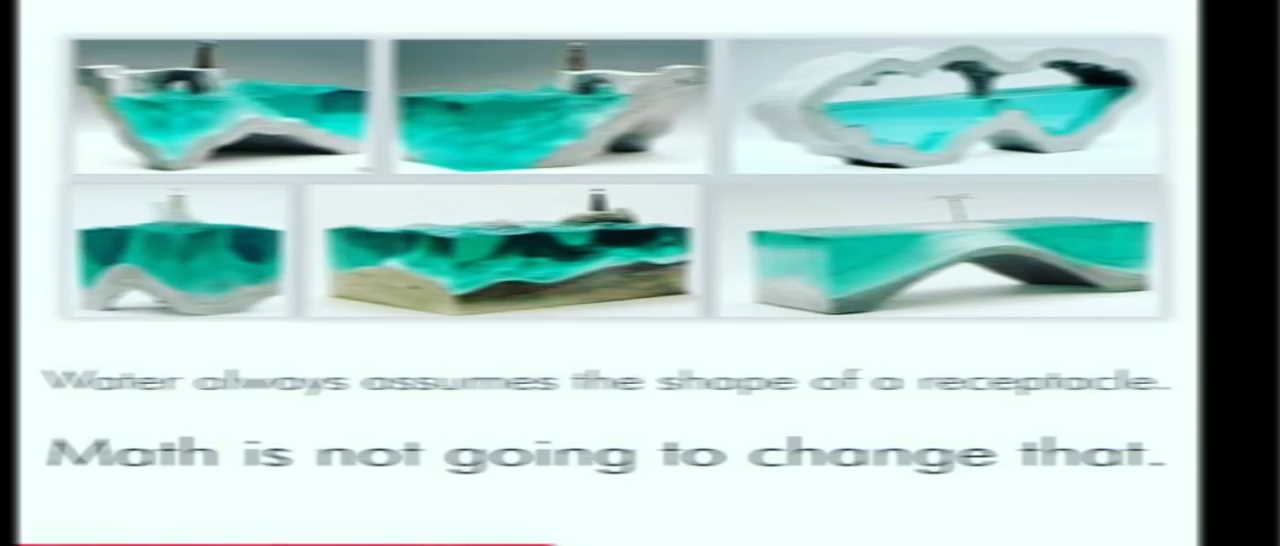 Water always assumes the shape of a receptacle.
Math is not going to change that.